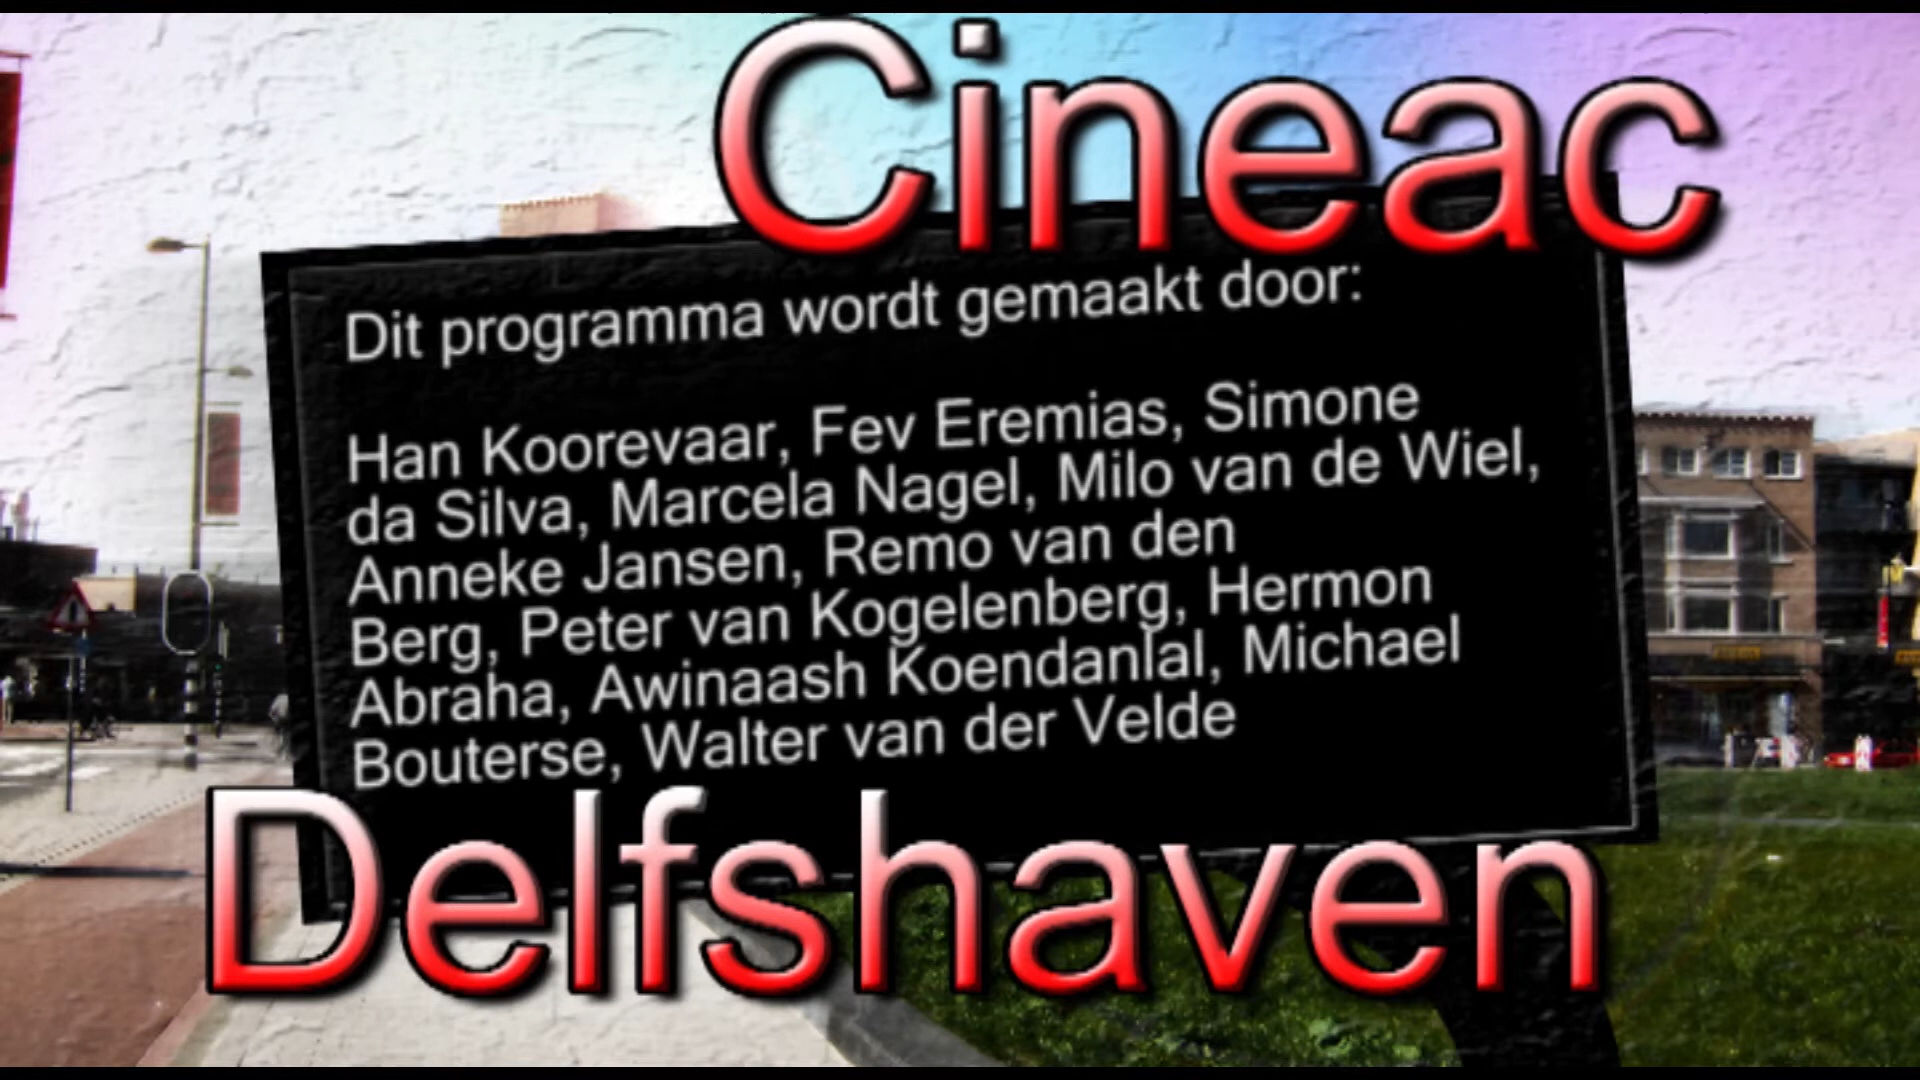 Cineac
Dit programma wordt gemaakt door:
Han Koorevaar, Fev Eremias, Simone
da Silva, Marcela Nagel, Milo van de Wiel,
Anneke Jansen, Remo van den
Berg, Peter van Kogelenberg, Hermon
Abraha, Awinaash Koendanlal, Michael
Bouterse, Walter van der Velde
Delfshaven